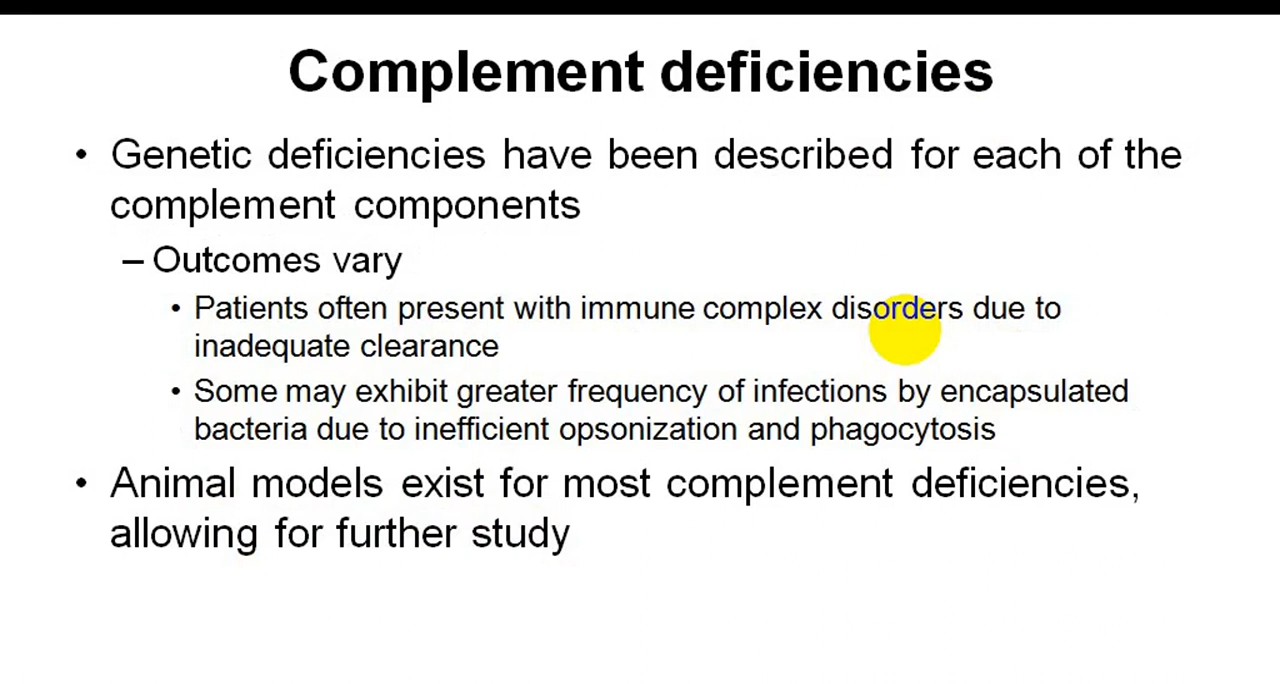 Complement deficiencies
• Genetic deficiencies have been described for each of the
complement components
– Outcomes vary
• Patients often present with immune complex disorders due to
inadequate clearance
• Some may exhibit greater frequency of infections by encapsulated
bacteria due to inefficient opsonization and phagocytosis
• Animal models exist for most complement deficiencies,
allowing for further study